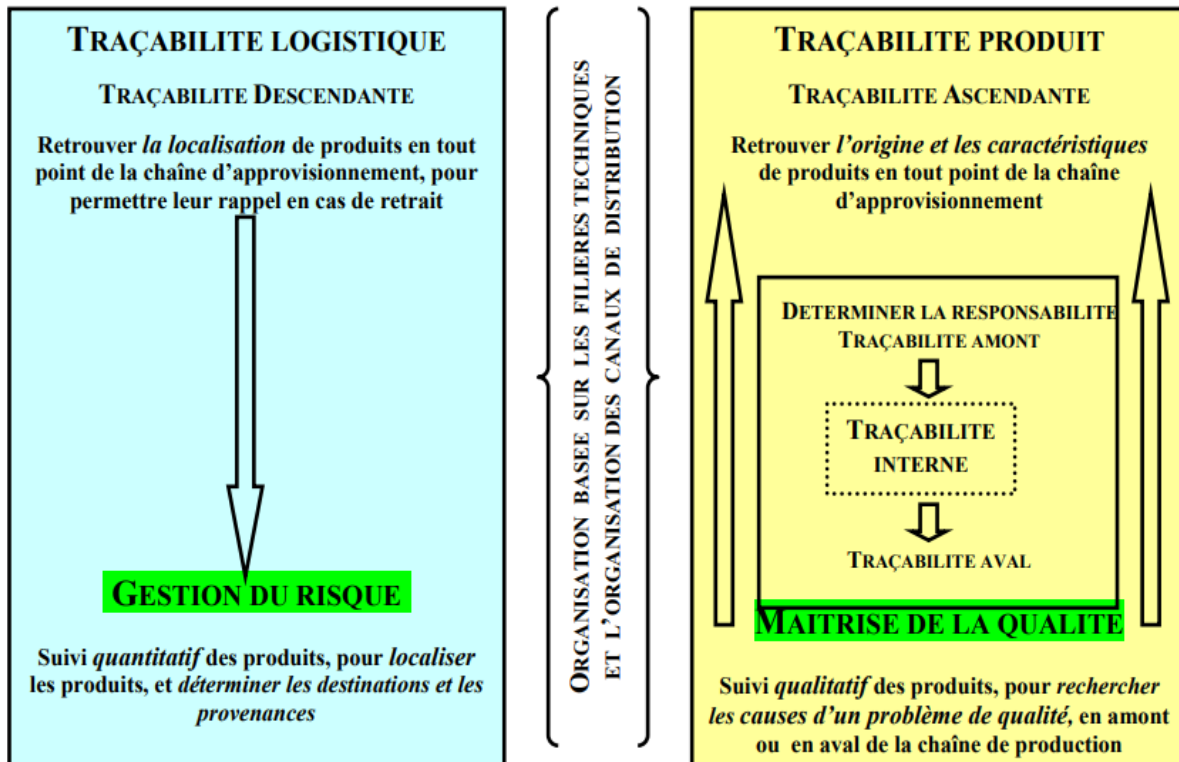 TRAÇABILITE LOGISTIQUE
TRAÇABILITE DESCENDANTE
Retrouver la localisation de produits en tout
point de la chaîne d'approvisionnement, pour
permettre leur rappel en cas de retrait
GESTION DU RISQUE
Suivi quantitatif des produits, pour localiser
les produits, et déterminer les destinations et les
provenances
ORGANISATION BASEE SUR LES FILIERES TECHNIQUES
ET L'ORGANISATION DES CANAUX DE DISTRIBUTION
TRAÇABILITE PRODUIT
TRAÇABILITE ASCENDANTE
Retrouver l'origine et les caractéristiques
de produits en tout point de la chaîne
d'approvisionnement
DETERMINER LA RESPONSABILITE
TRAÇABILITE AMONT
TRAÇABILITE
INTERNE
TRAÇABILITE AVAL
MAITRISE DE LA QUALITE
Suivi qualitatif des produits, pour rechercher
les causes d'un problème de qualité, en amont
ou en aval de la chaîne de production